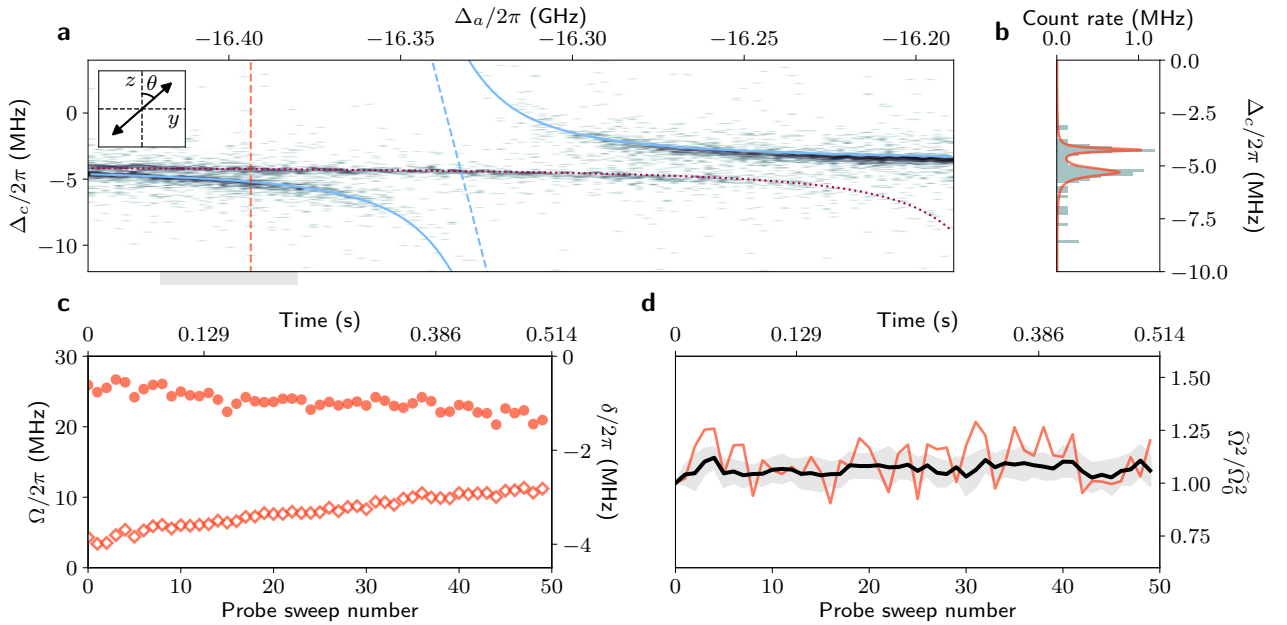 a
Δa/2π (GHz)
−16.40 −16.35 −16.30 −16.25 −16.20
Δc/2π (MHz)
0
−5
−10
z
θ
y
b
Count rate (MHz)
0.0 1.0
0.0
−2.5
−5.0
−7.5
−10.0
Δc/2π (MHz)
c
Time (s)
0 0.129 0.386 0.514
Ω/2π (MHz)
30
20
10
0
0
−2
−4
δ/2π (MHz)
0 10 20 30 40 50
Probe sweep number
d
Time (s)
0 0.129 0.386 0.514
1.50
1.25
1.00
0.75
Ω̃²/Ω̃₀²
0 10 20 30 40 50
Probe sweep number